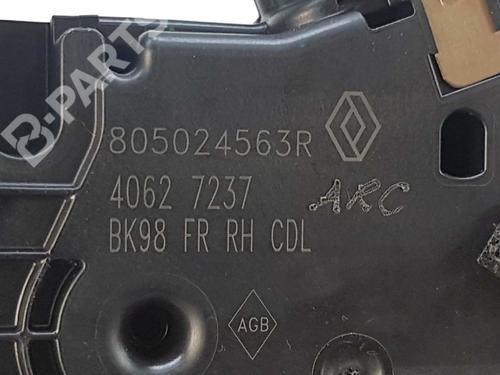 B-PARTS
805024563R
4062 7237
ARC
BK98 FR RH CDL
AGB